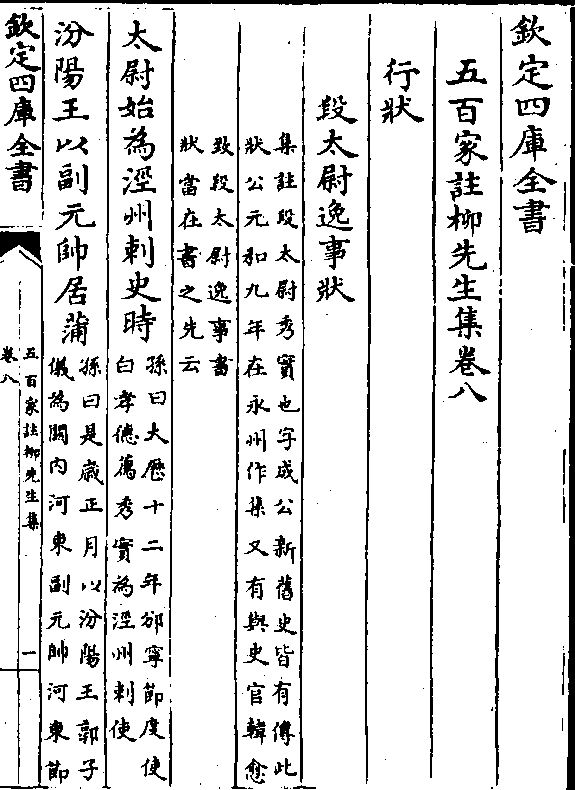 欽定四庫全書
五百家註柳先生集卷八
行狀
段太尉逸事狀
集註段太尉秀實也字成公新舊史皆有傳此
狀公元和九年在永州作集又有與史官韓愈
致段太尉逸事書
狀當在書之先云
太尉始為涇州刺史時
孫曰大歷十二年邠寧節度使
白孝德薦秀實為涇州刺使
汾陽王以副元帥居蒲
孫曰是歲正月以汾陽王郭子
儀為關內河東副元帥河東節
欽定四庫全書
五百家註柳先生集
卷八
一